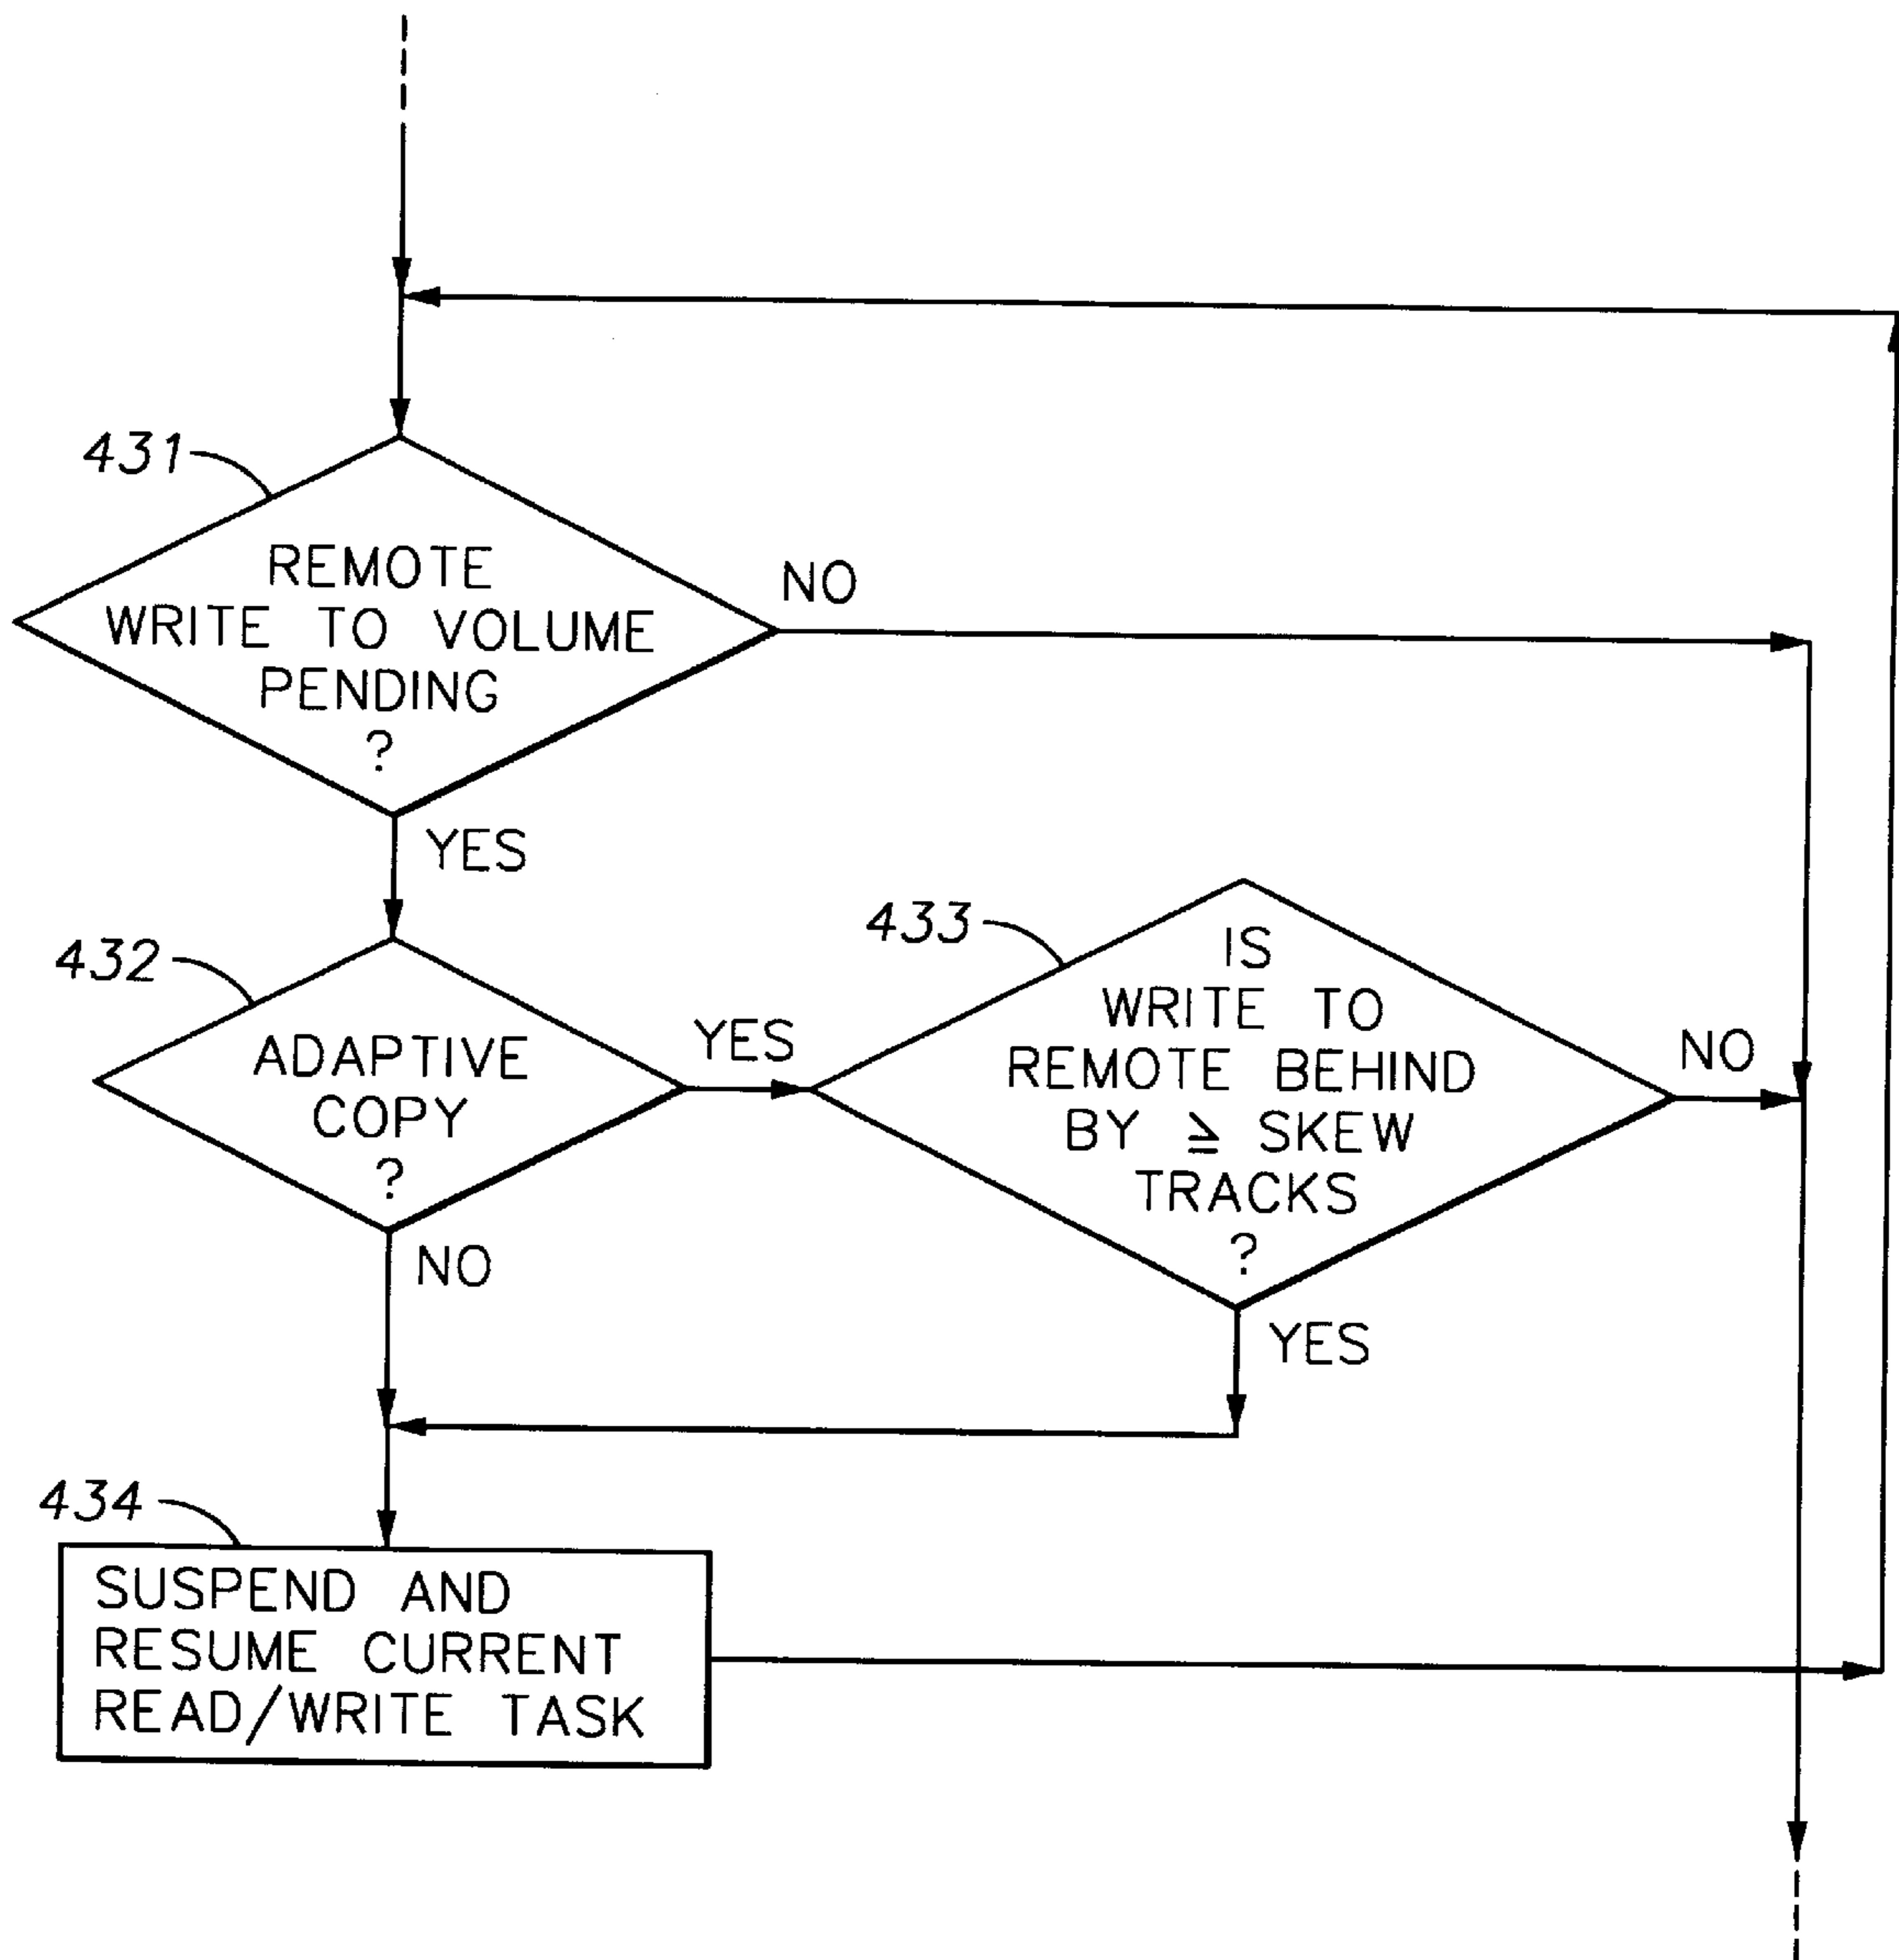 431
REMOTE
WRITE TO VOLUME
PENDING
?
NO
YES
432
ADAPTIVE
COPY
?
YES
NO
433
IS
WRITE TO
REMOTE BEHIND
BY ≧ SKEW
TRACKS
?
NO
YES
434
SUSPEND AND
RESUME CURRENT
READ/WRITE TASK